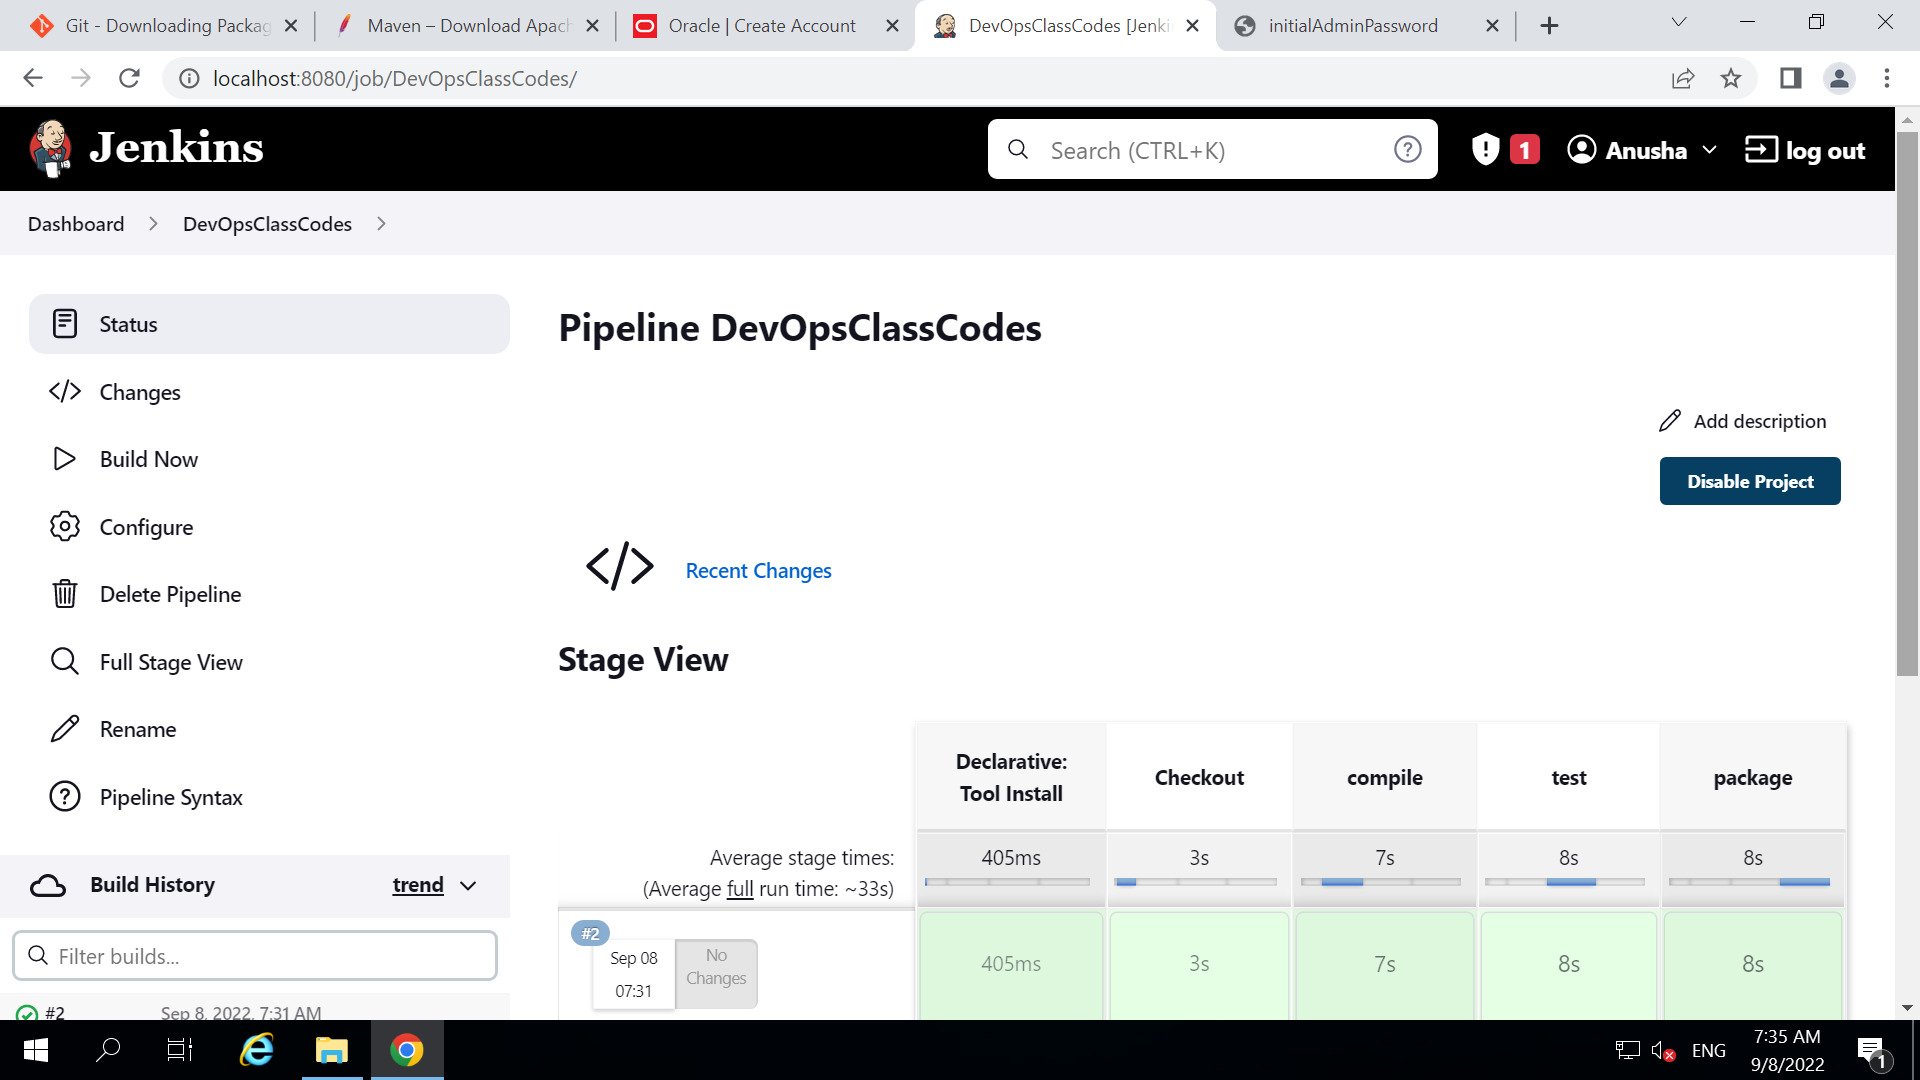 Git - Downloading Packag
Maven – Download Apach
Oracle | Create Account
DevOpsClassCodes [Jenki
initialAdminPassword
localhost:8080/job/DevOpsClassCodes/
Jenkins
Search (CTRL+K)
1
Anusha
log out
Dashboard
DevOpsClassCodes
Status
Changes
Build Now
Configure
Delete Pipeline
Full Stage View
Rename
Pipeline Syntax
Build History
trend
Filter builds...
#2
Sep 8, 2022, 7:31 AM
Pipeline DevOpsClassCodes
Add description
Disable Project
Recent Changes
Stage View
Declarative:
Tool Install
Checkout
compile
test
package
Average stage times:
(Average full run time: ~33s)
405ms
3s
7s
8s
8s
#2
Sep 08
07:31
No
Changes
405ms
3s
7s
8s
8s
ENG
7:35 AM
9/8/2022
1